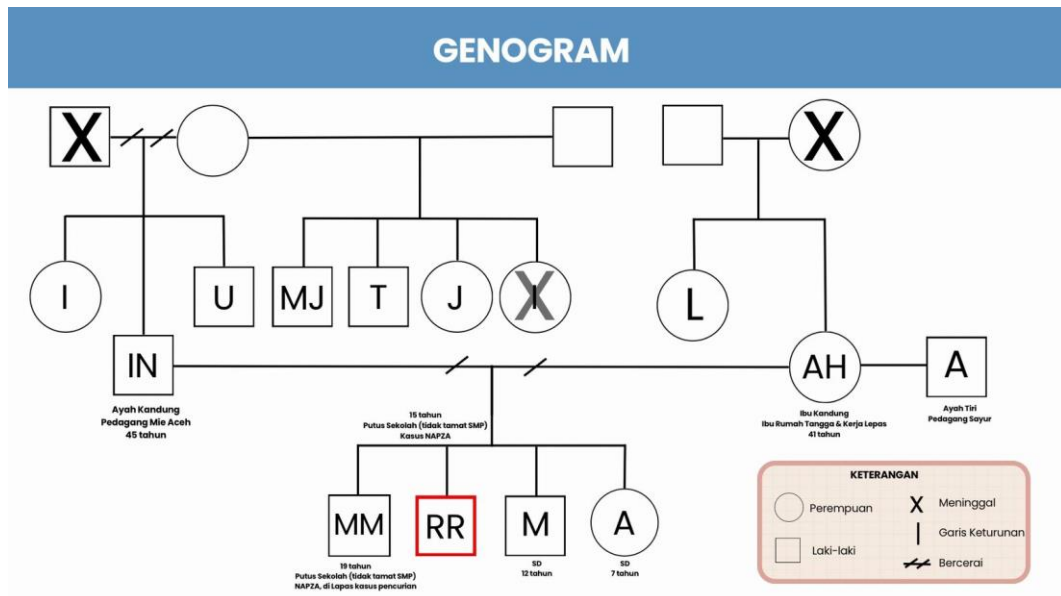 GENOGRAM
X
X
I
U
MJ
T
J
I
X
L
IN
AH
A
Ayah Kandung
Pedagang Mie Aceh
45 tahun
15 tahun
Putus Sekolah (tidak tamat SMP)
Kasus NAPZA
Ibu Kandung
Ibu Rumah Tangga & Kerja Lepas
41 tahun
Ayah Tiri
Pedagang Sayur
MM
RR
M
A
19 tahun
Putus Sekolah (tidak tamat SMP)
NAPZA, di Lapas kasus pencurian
SD
12 tahun
SD
7 tahun
KETERANGAN
Perempuan
X Meninggal
Garis Keturunan
Laki-laki
Bercerai